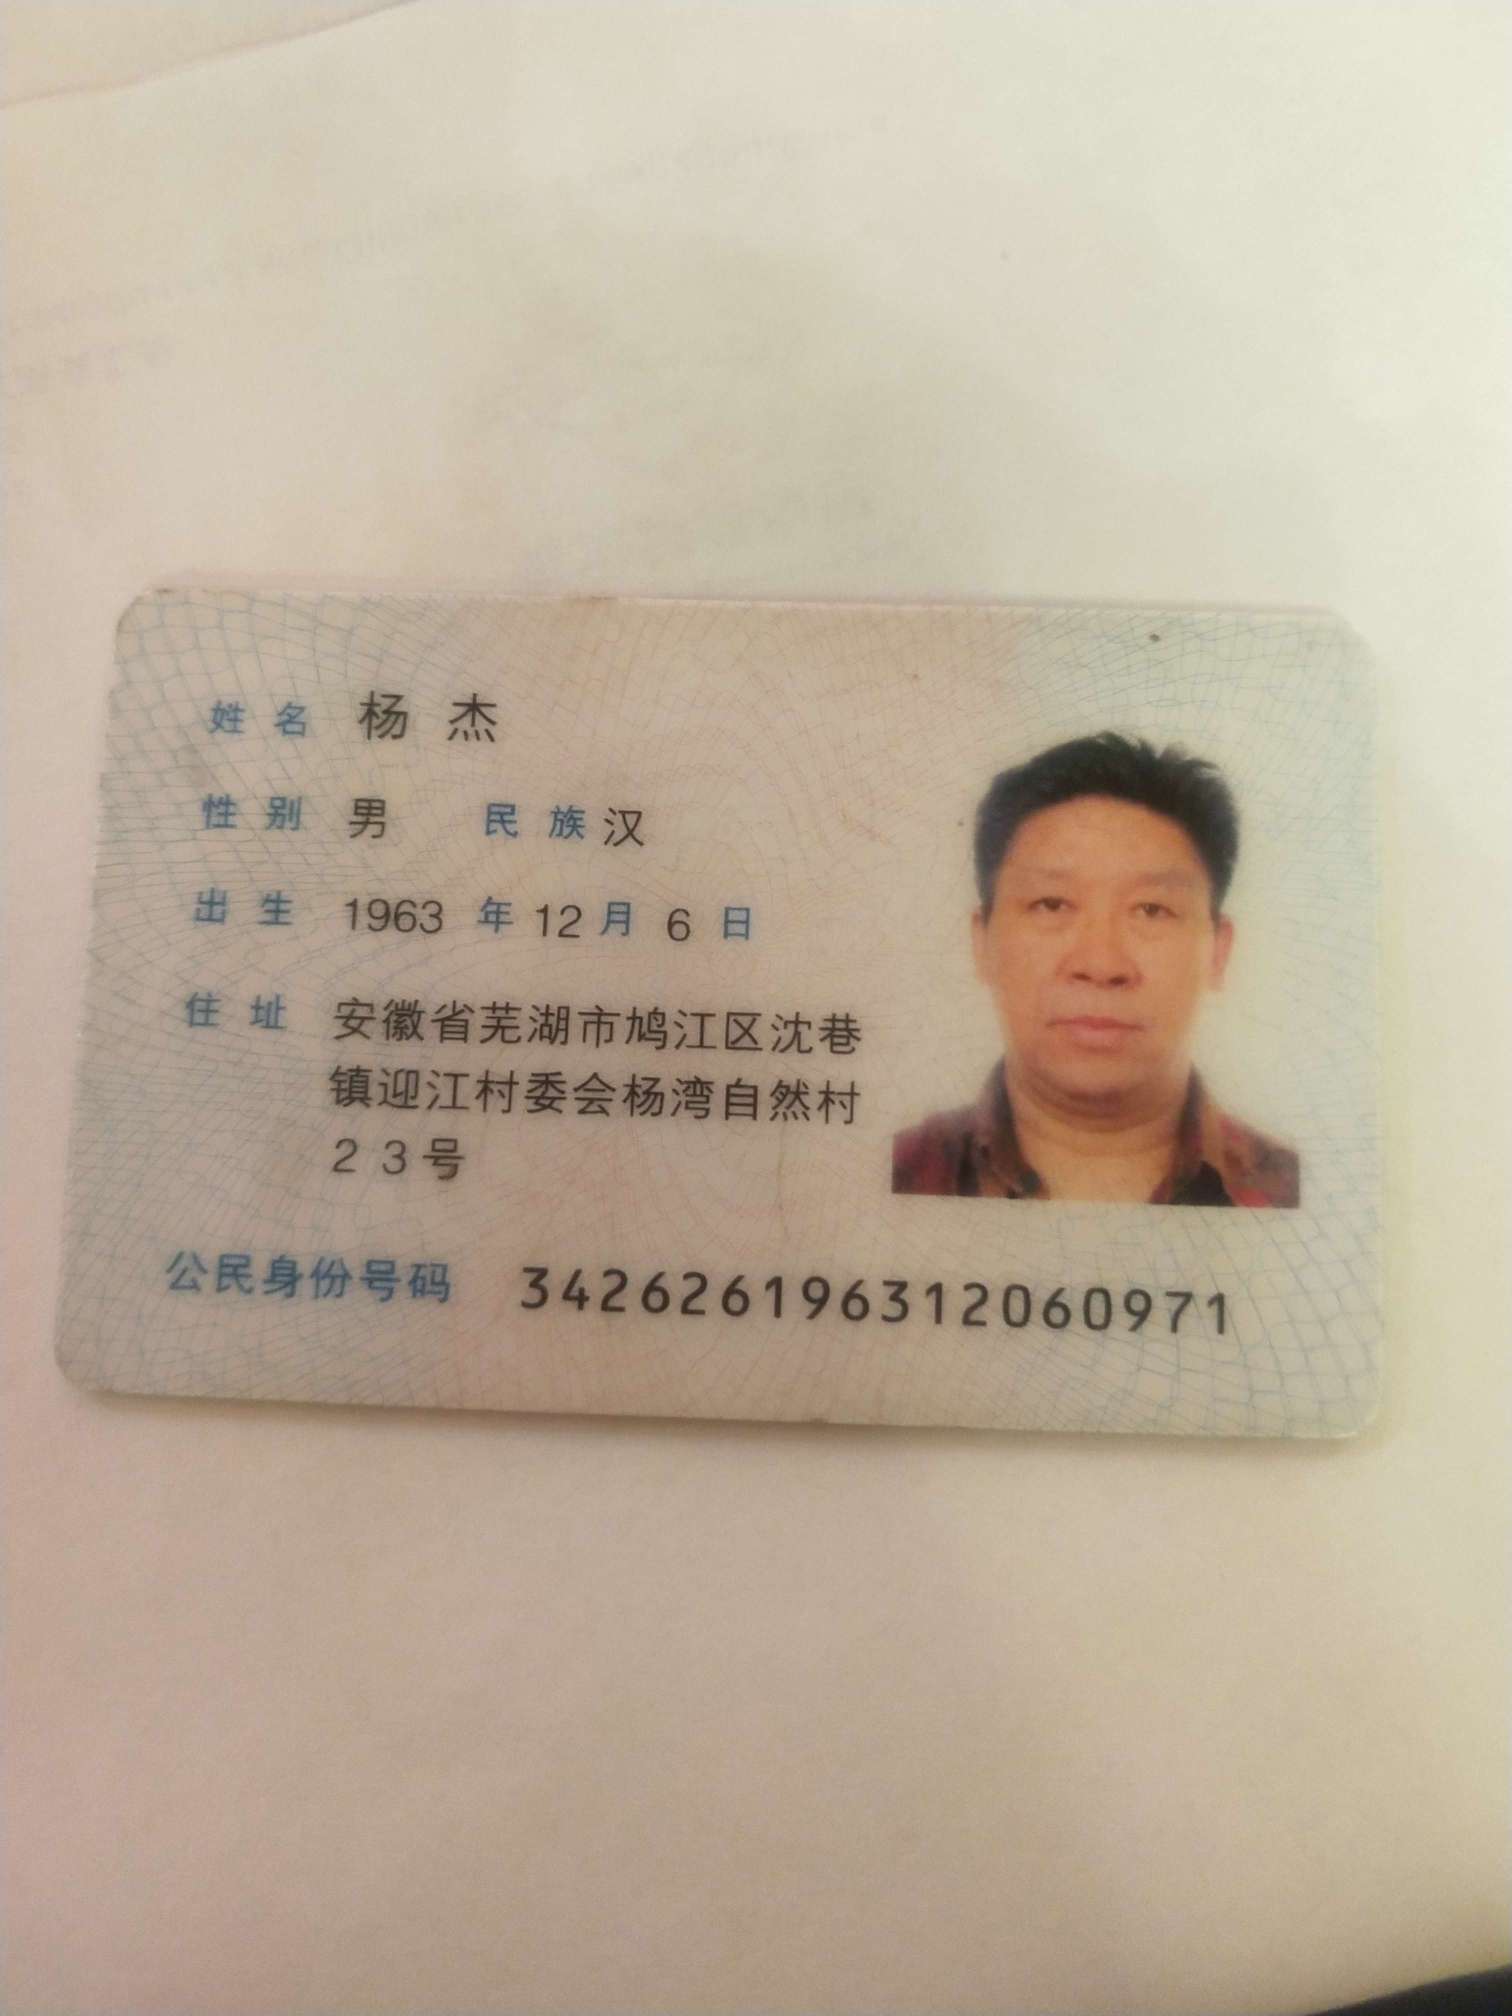 姓名 杨杰
性别 男 民族 汉
出生 1963 年 12 月 6 日
住址 安徽省芜湖市鸠江区沈巷
镇迎江村委会杨湾自然村
23号
公民身份号码 342626196312060971